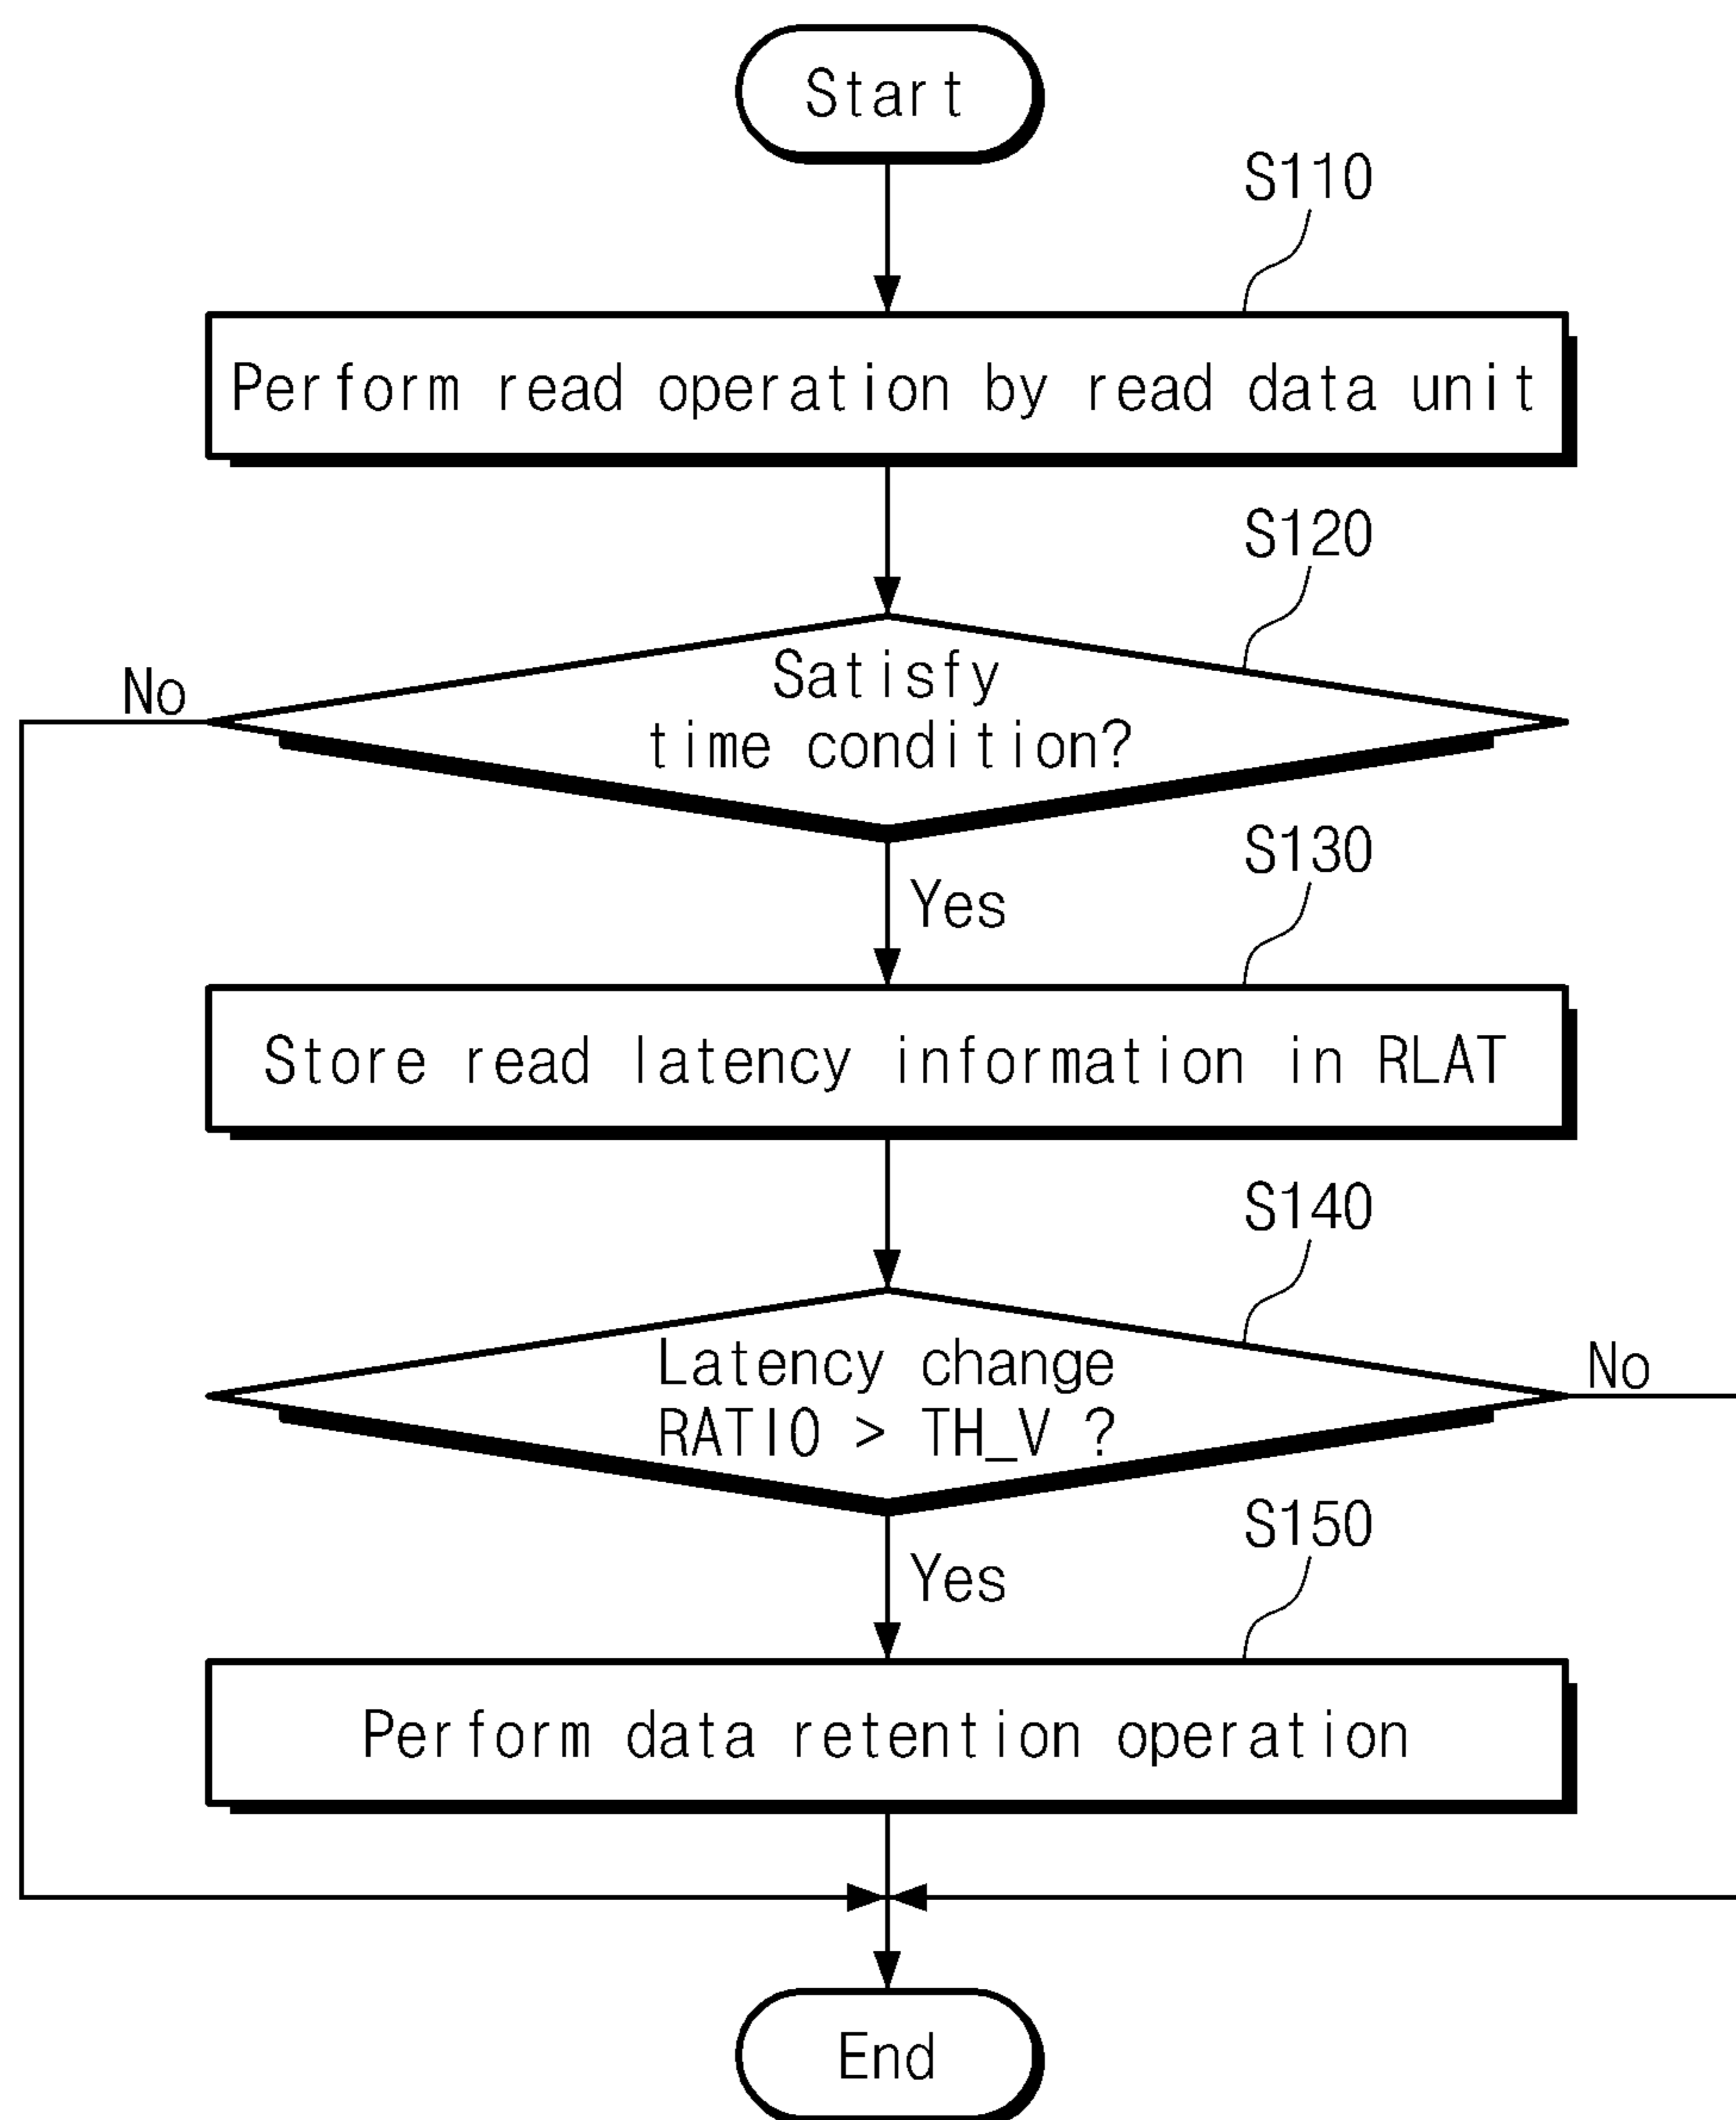 Start
S110
Perform read operation by read data unit
S120
No
Satisfy
time condition?
S130
Yes
Store read latency information in RLAT
S140
Latency change
No
RATIO > TH_V ?
S150
Yes
Perform data retention operation
End